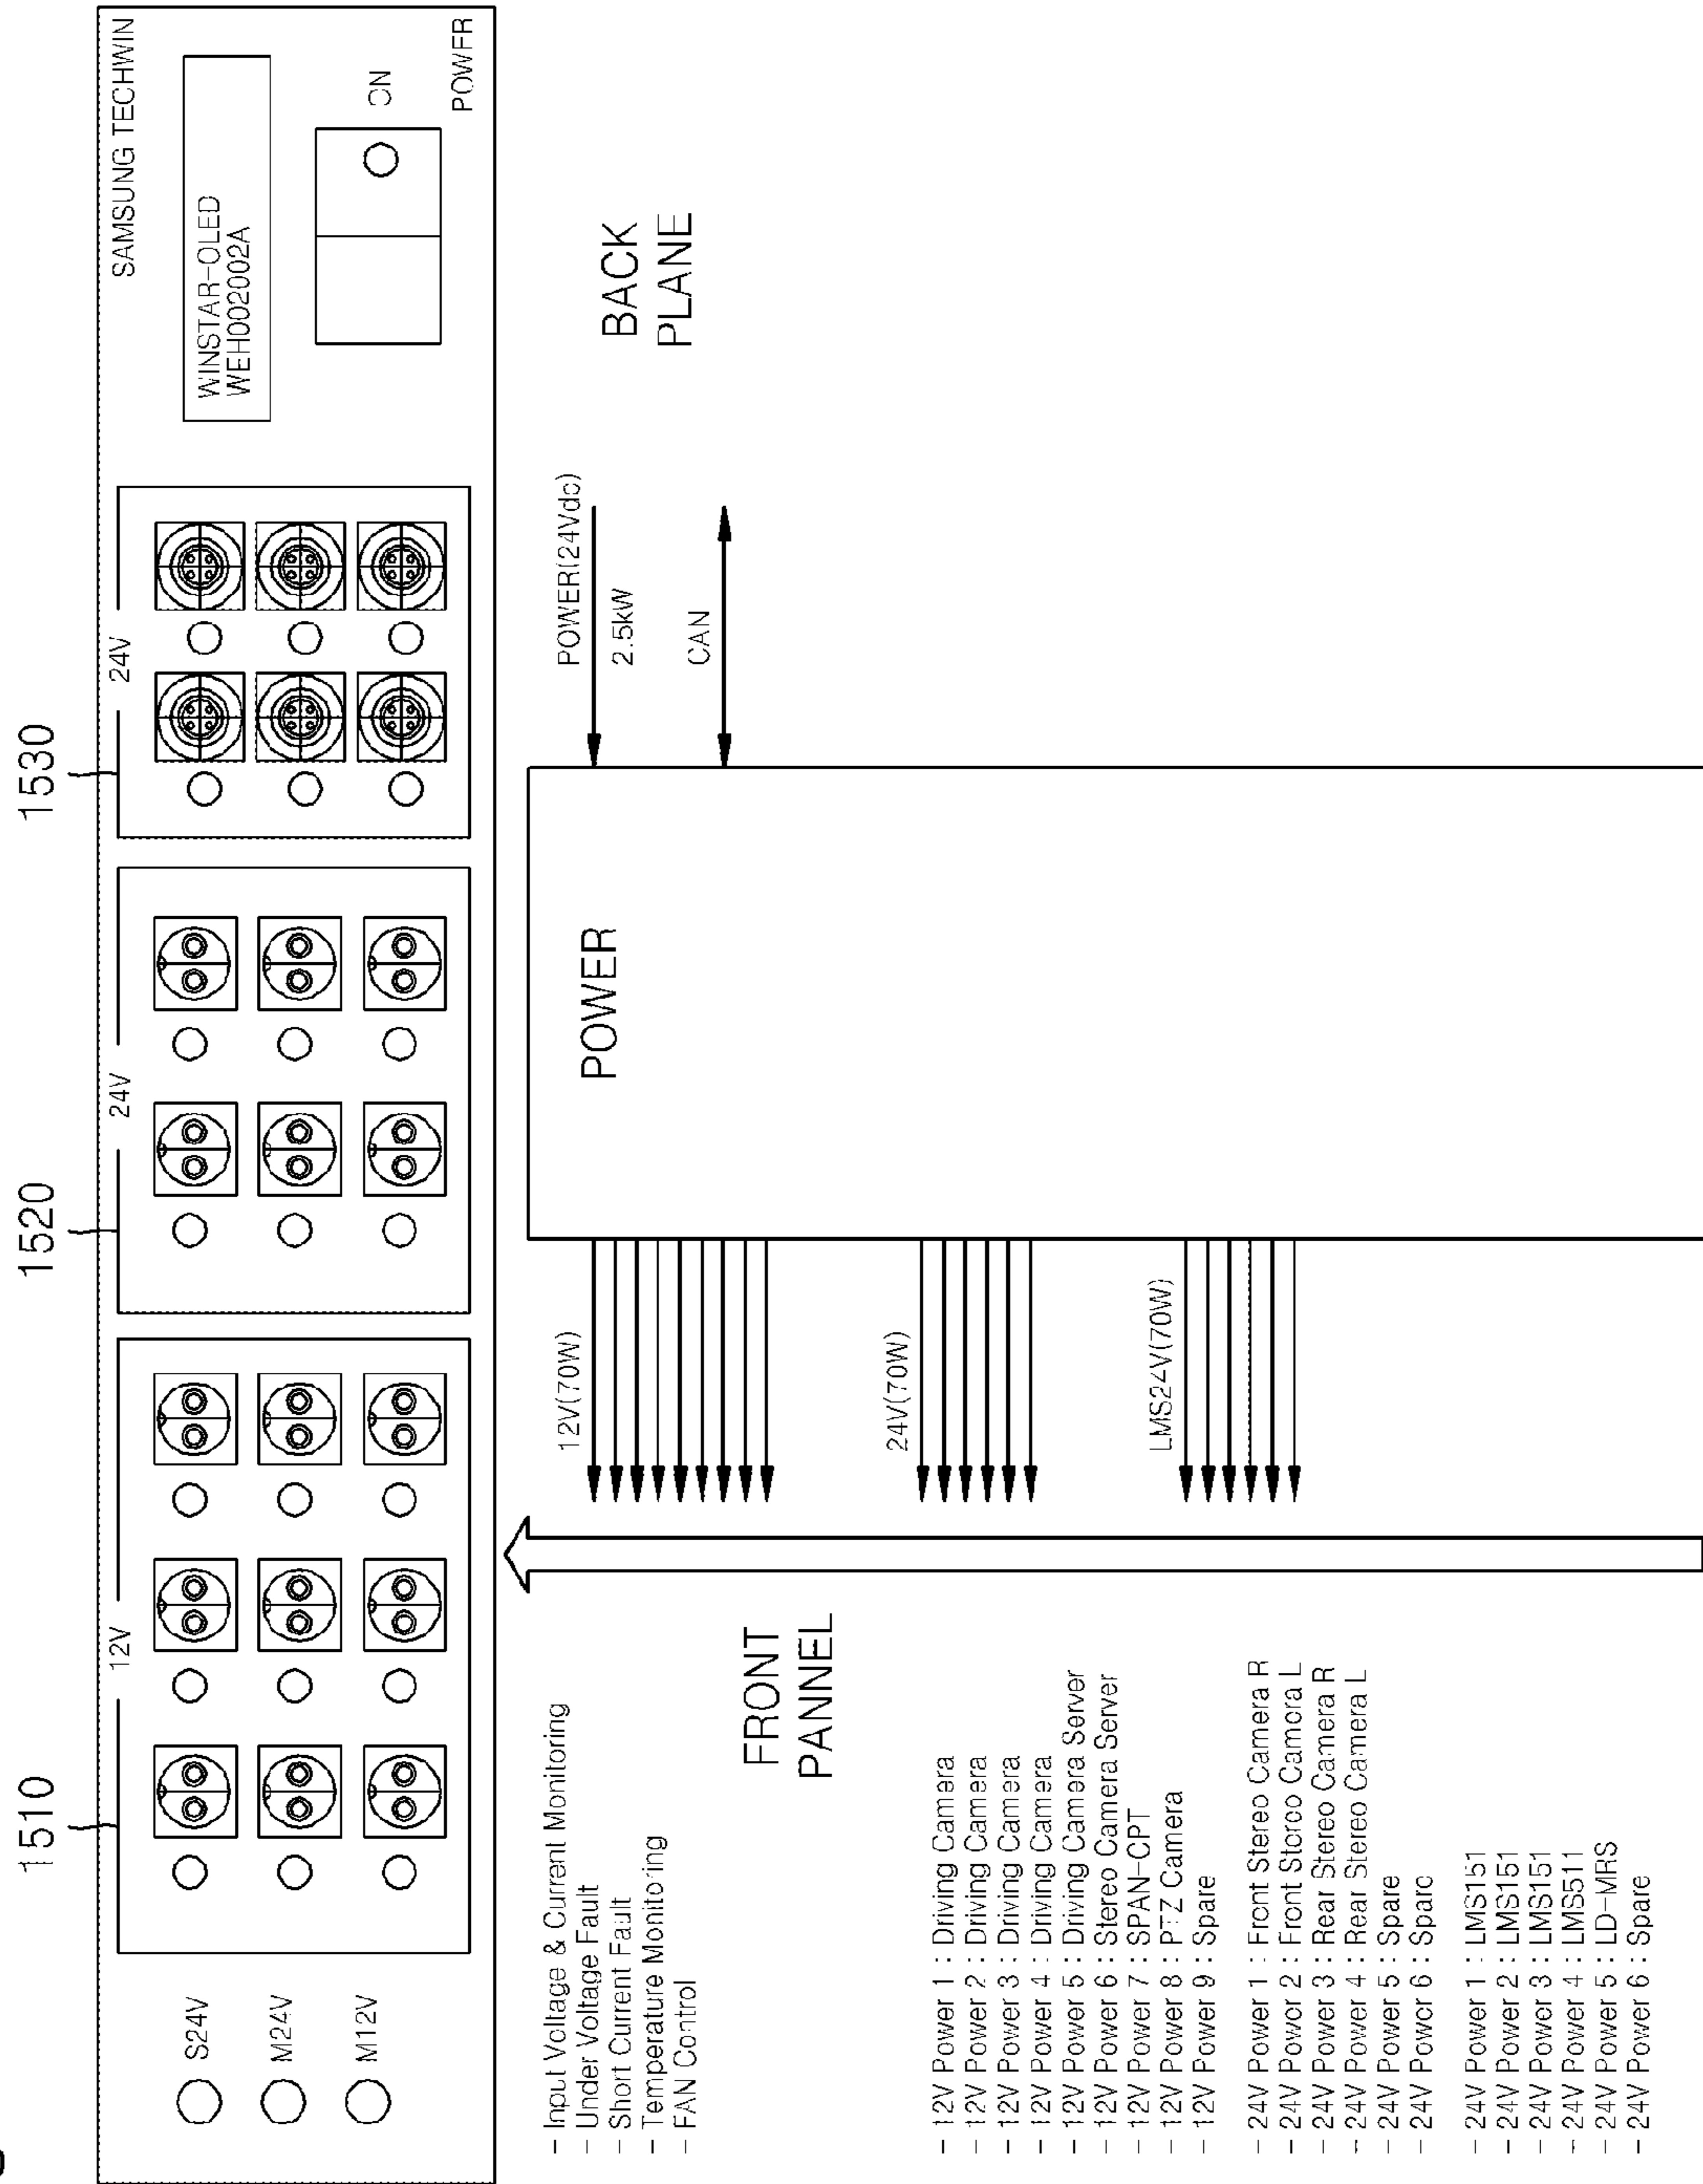 1510
1520
1530
12V
24V
24V
SAMSUNG TECHWIN
S24V
M24V
M12V
WINSTAR-OLED
WEH002002A
ON
POWER
- Input Voltage & Current Monitoring
- Under Voltage Fault
- Short Current Fault
- Temperature Monitoring
- FAN Control
FRONT
PANNEL
12V(70W)
24V(70W)
LMS24V(70W)
POWER
POWER(24Vdc)
2.5kW
CAN
BACK
PLANE
- 12V Power 1 : Driving Camera
- 12V Power 2 : Driving Camera
- 12V Power 3 : Driving Camera
- 12V Power 4 : Driving Camera
- 12V Power 5 : Driving Camera Server
- 12V Power 6 : Stereo Camera Server
- 12V Power 7 : SPAN-CPT
- 12V Power 8 : PTZ Camera
- 12V Power 9 : Spare
- 24V Power 1 : Front Stereo Camera R
- 24V Power 2 : Front Stereo Camera L
- 24V Power 3 : Rear Stereo Camera R
- 24V Power 4 : Rear Stereo Camera L
- 24V Power 5 : Spare
- 24V Power 6 : Spare
- 24V Power 1 : LMS151
- 24V Power 2 : LMS151
- 24V Power 3 : LMS151
- 24V Power 4 : LMS511
- 24V Power 5 : LD-MRS
- 24V Power 6 : Spare